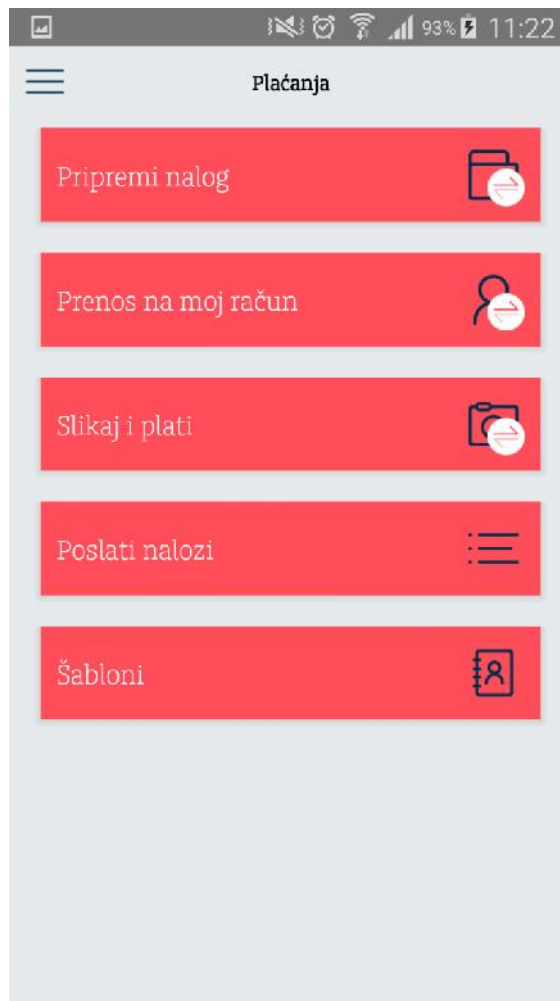 93% 11:22
Plaćanja
Pripremi nalog
Prenos na moj račun
Slikaj i plati
Poslati nalozi
Šabloni